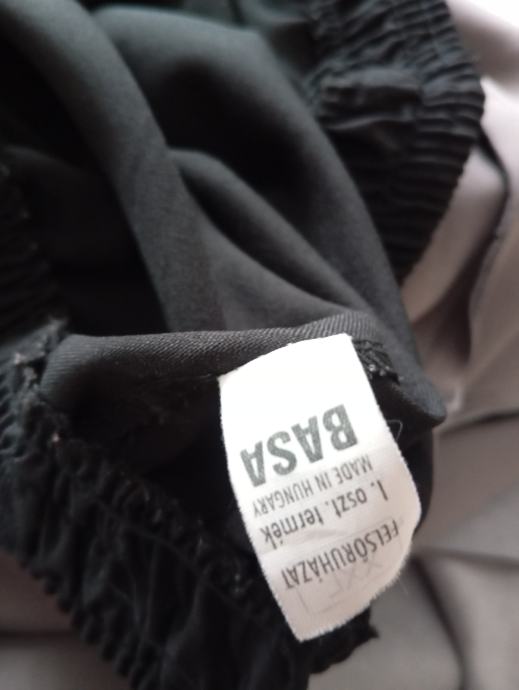 BASA
MADE IN HUNGARY
I. oszt. termék
FELSŐRUHÁZAT